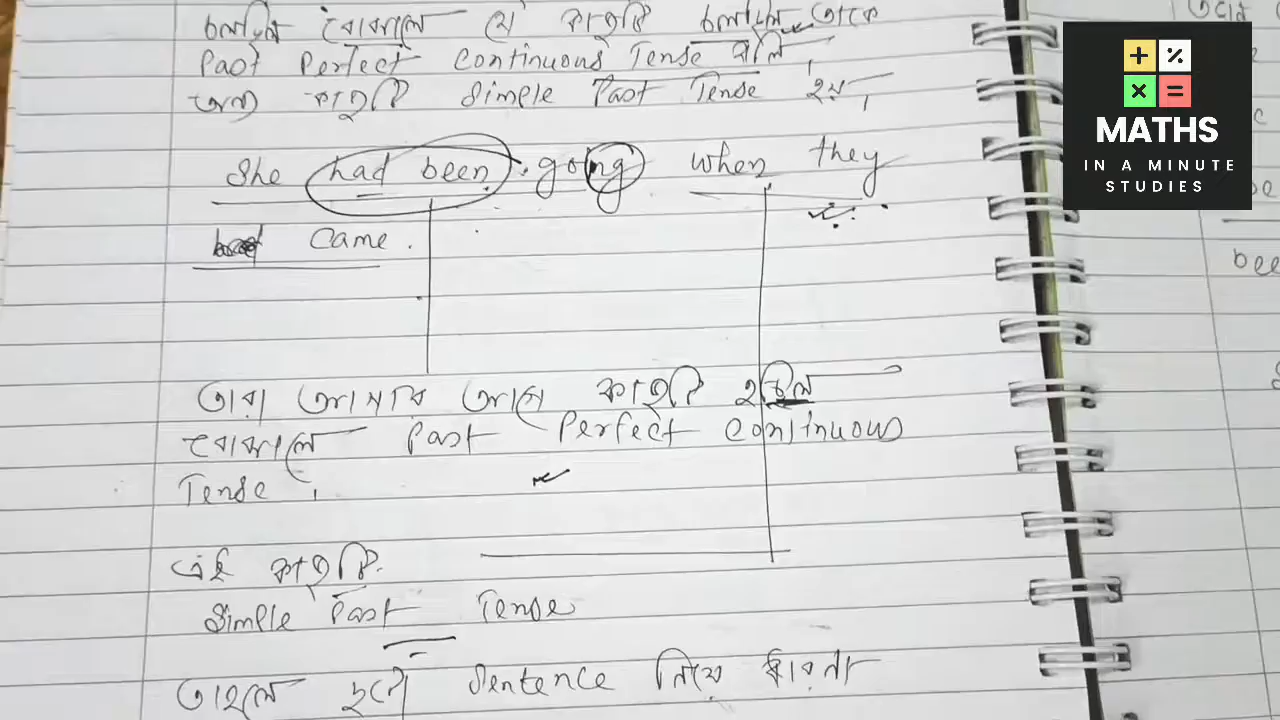 চলছিল বোঝালে যে কাজটি চলছিল তাকে
Past Perfect Continuous Tense বলি,
অন্য কাজটি Simple Past Tense হয়,
She had been going when they
came.
তারা আসার আগে কাজটি হচ্ছিল
বোঝালে Past Perfect Continuous
Tense,
এই কাজটি
Simple Past Tense
তাহলে দুটো Sentence নিয়ে ধারনা
bee
MATHS
IN A MINUTE
STUDIES